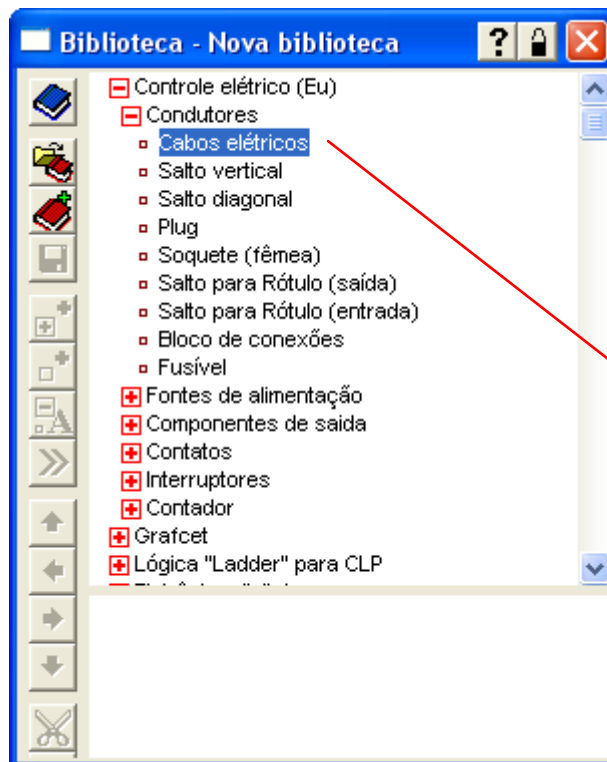 Biblioteca - Nova biblioteca
Controle elétrico (Eu)
Condutores
Cabos elétricos
Salto vertical
Salto diagonal
Plug
Soquete (fêmea)
Salto para Rótulo (saída)
Salto para Rótulo (entrada)
Bloco de conexões
Fusível
Fontes de alimentação
Componentes de saida
Contatos
Interruptores
Contador
Grafcet
Lógica "Ladder" para CLP